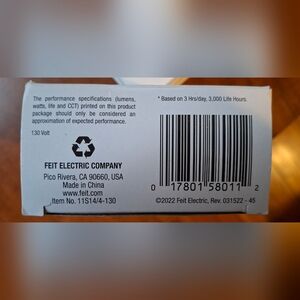 The performance specifications (lumens,
watts, life and CCT) printed on this product
package should only be considered an
approximation of expected performance.
130 Volt
FEIT ELECTRIC COMPANY
Pico Rivera, CA 90660, USA
Made in China
www.feit.com
Item No. 11S14/4-130
* Based on 3 Hrs/day, 3,000 Life Hours.
0 17801 58011 2
©2022 Feit Electric, Rev. 031522 - 45